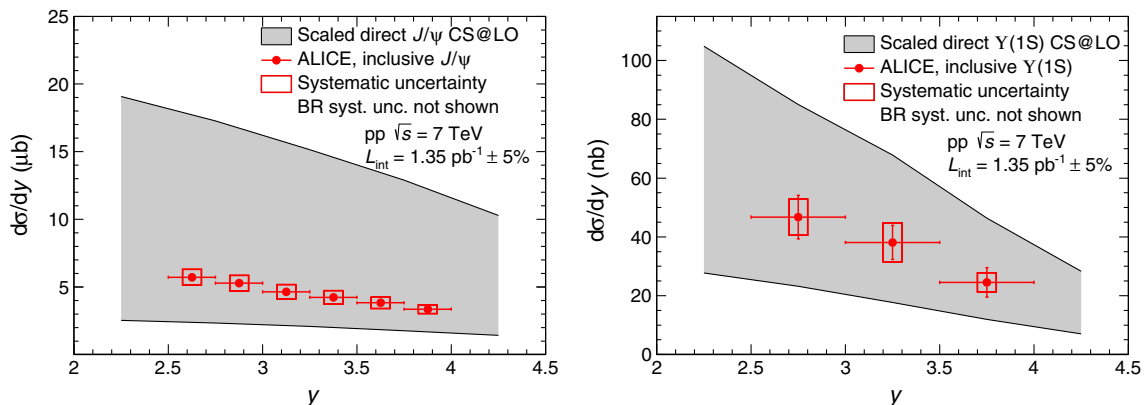 25
20
15
10
5
0
2
2.5
3
3.5
4
4.5
dσ/dy (μb)
y
Scaled direct J/ψ CS@LO
ALICE, inclusive J/ψ
Systematic uncertainty
BR syst. unc. not shown
pp √s = 7 TeV
L_int = 1.35 pb⁻¹ ± 5%
120
100
80
60
40
20
0
2
2.5
3
3.5
4
4.5
dσ/dy (nb)
y
Scaled direct ϒ(1S) CS@LO
ALICE, inclusive ϒ(1S)
Systematic uncertainty
BR syst. unc. not shown
pp √s = 7 TeV
L_int = 1.35 pb⁻¹ ± 5%